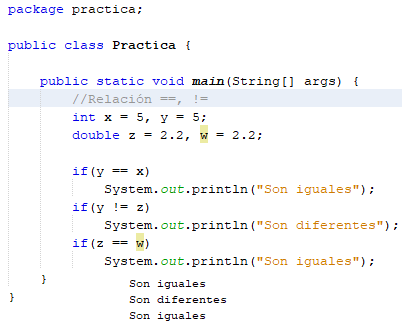 package practica;
public class Practica {
public static void main(String[] args) {
//Relación ==, !=
int x = 5, y = 5;
double z = 2.2, w = 2.2;
if(y == x)
System.out.println("Son iguales");
if(y != z)
System.out.println("Son diferentes");
if(z == w)
System.out.println("Son iguales");
}
}
Son iguales
Son diferentes
Son iguales